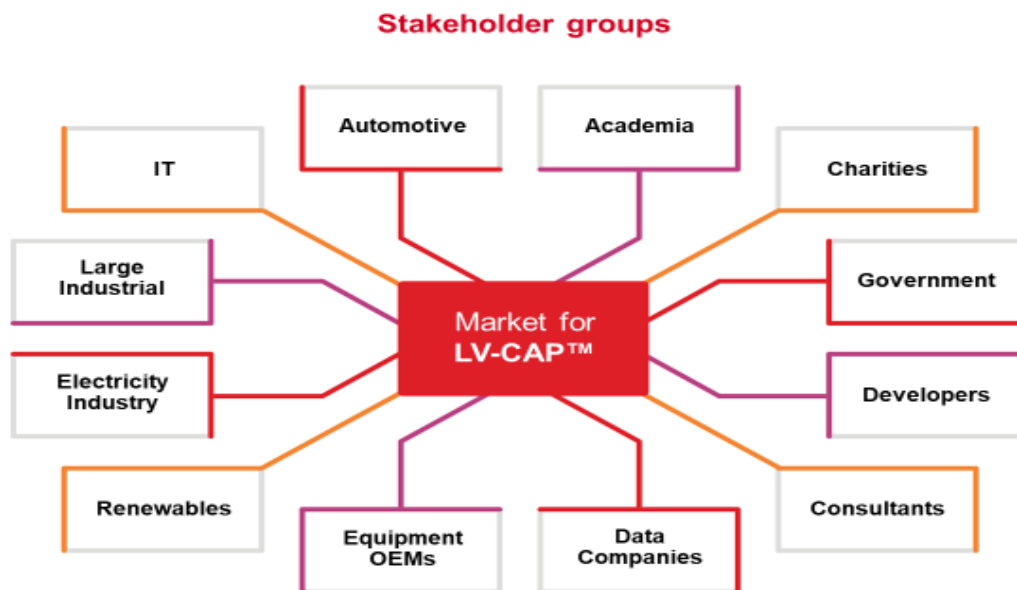 Stakeholder groups
Automotive
Academia
IT
Charities
Large
Industrial
Government
Market for
LV-CAP™
Electricity
Industry
Developers
Renewables
Consultants
Equipment
OEMs
Data
Companies